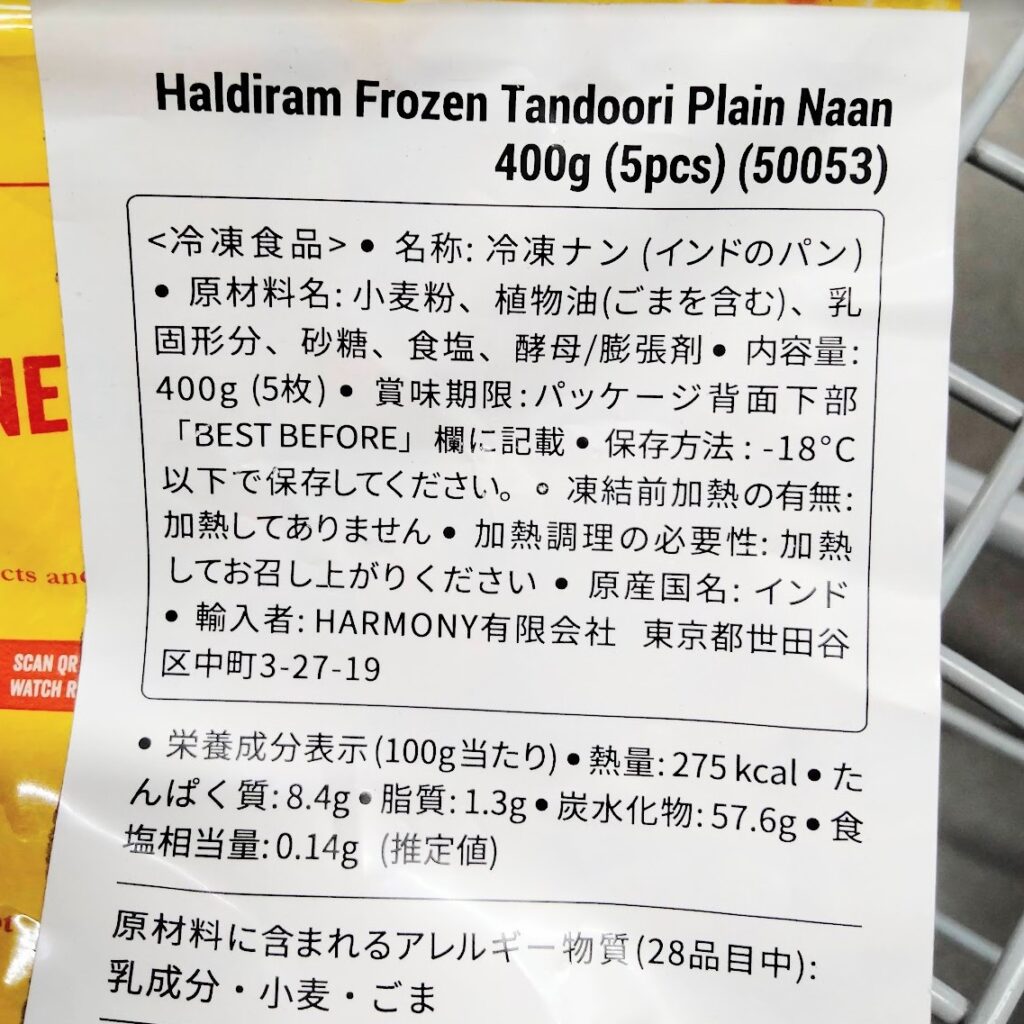 Haldiram Frozen Tandoori Plain Naan
400g (5pcs) (50053)
<冷凍食品> • 名称: 冷凍ナン (インドのパン)
• 原材料名: 小麦粉、植物油(ごまを含む)、乳
固形分、砂糖、食塩、酵母/膨張剤 • 内容量:
400g (5枚) • 賞味期限:パッケージ背面下部
「BEST BEFORE」欄に記載 • 保存方法 : -18°C
以下で保存してください。 • 凍結前加熱の有無:
加熱してありません • 加熱調理の必要性: 加熱
してお召し上がりください • 原産国名: インド
• 輸入者: HARMONY有限会社 東京都世田谷
区中町3-27-19
• 栄養成分表示(100g当たり) • 熱量: 275 kcal • た
んぱく質: 8.4g • 脂質: 1.3g • 炭水化物: 57.6g • 食
塩相当量: 0.14g (推定値)
原材料に含まれるアレルギー物質(28品目中):
乳成分・小麦・ごま
NE
cts and
SCAN QR
WATCH R